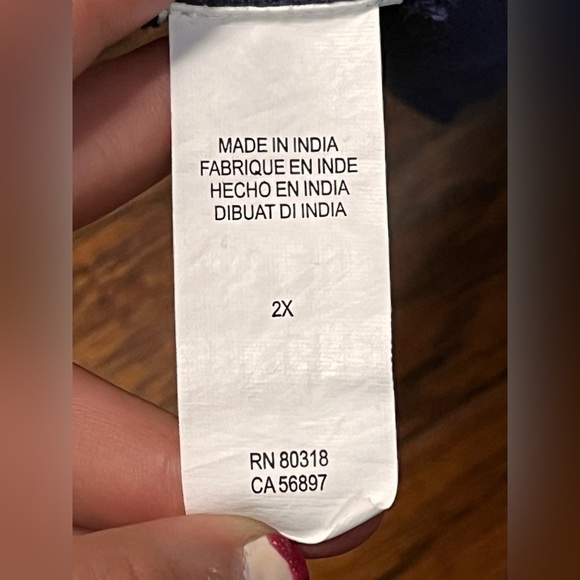 MADE IN INDIA
FABRIQUE EN INDE
HECHO EN INDIA
DIBUAT DI INDIA
2X
RN 80318
CA 56897